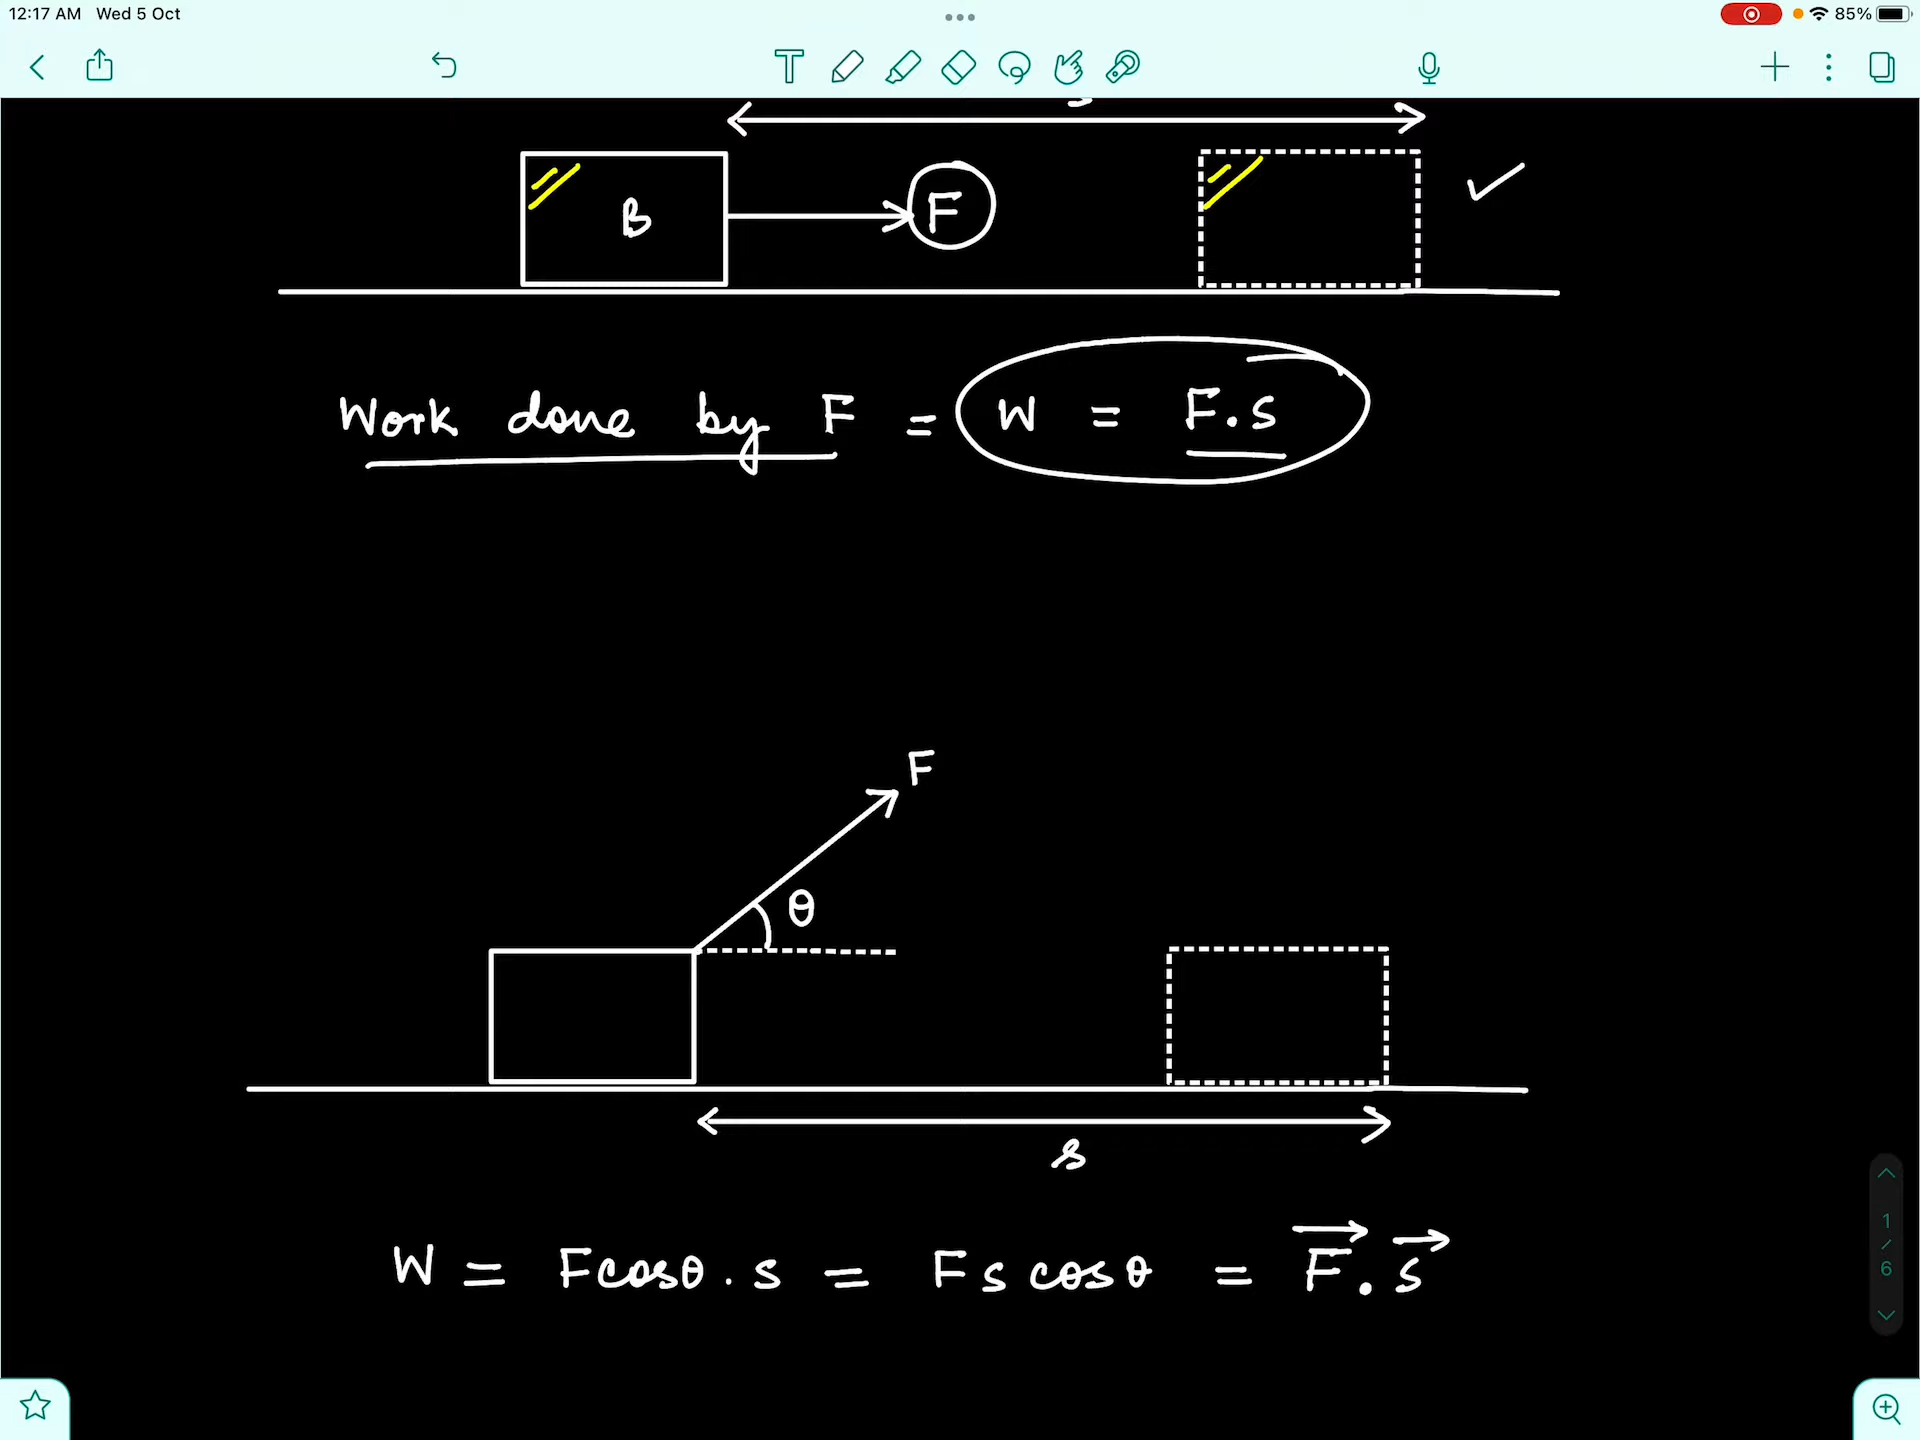 12:17 AM Wed 5 Oct 85%
T
B F
Work done by F = W = F.s
F
θ
s
1
/
6
W = Fcosθ . s = Fs cosθ = F⃗ . s⃗